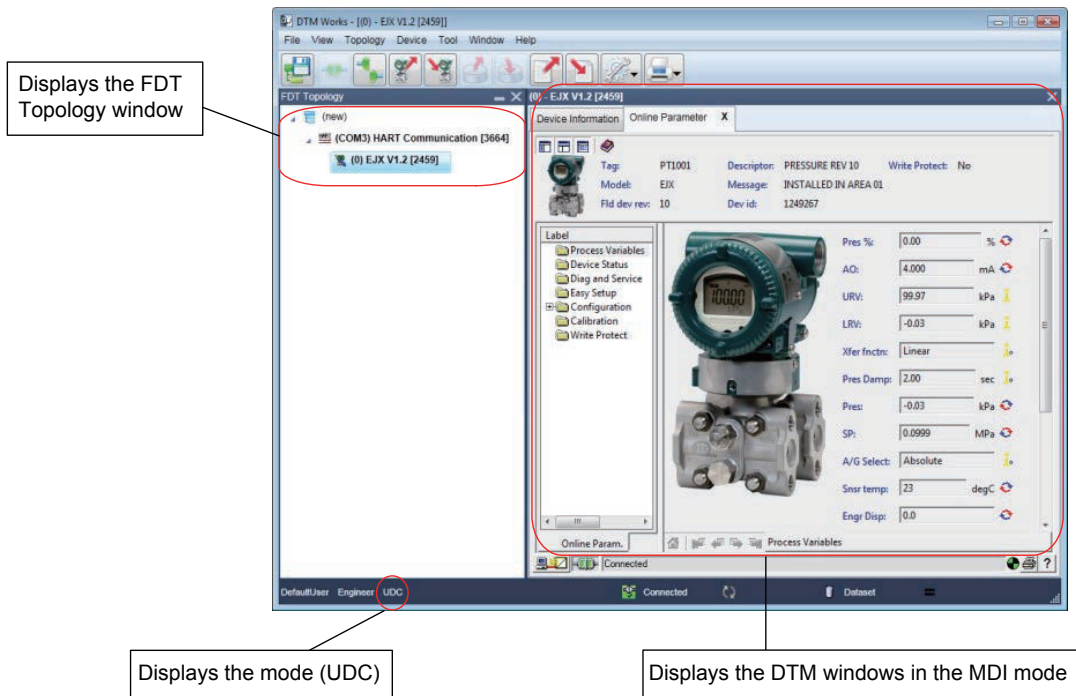 DTM Works - [(0) - EJX V1.2 [2459]]
File View Topology Device Tool Window Help
Displays the FDT
Topology window
FDT Topology
(new)
(COM3) HART Communication [3664]
(0) EJX V1.2 [2459]
(0) - EJX V1.2 [2459]
Device Information Online Parameter X
Tag: PT1001 Descriptor: PRESSURE REV 10 Write Protect: No
Model: EJX Message: INSTALLED IN AREA 01
Fld dev rev: 10 Dev id: 1249267
Label
Process Variables
Device Status
Diag and Service
Easy Setup
Configuration
Calibration
Write Protect
Online Param.
Pres %: 0.00 %
AO: 4.000 mA
URV: 99.97 kPa
LRV: -0.03 kPa
Xfer fnctn: Linear
Pres Damp: 2.00 sec
Pres: -0.03 kPa
SP: 0.0999 MPa
A/G Select: Absolute
Snsr temp: 23 degC
Engr Disp: 0.0
Process Variables
Connected
?
DefaultUser Engineer UDC Connected Dataset
Displays the mode (UDC)
Displays the DTM windows in the MDI mode